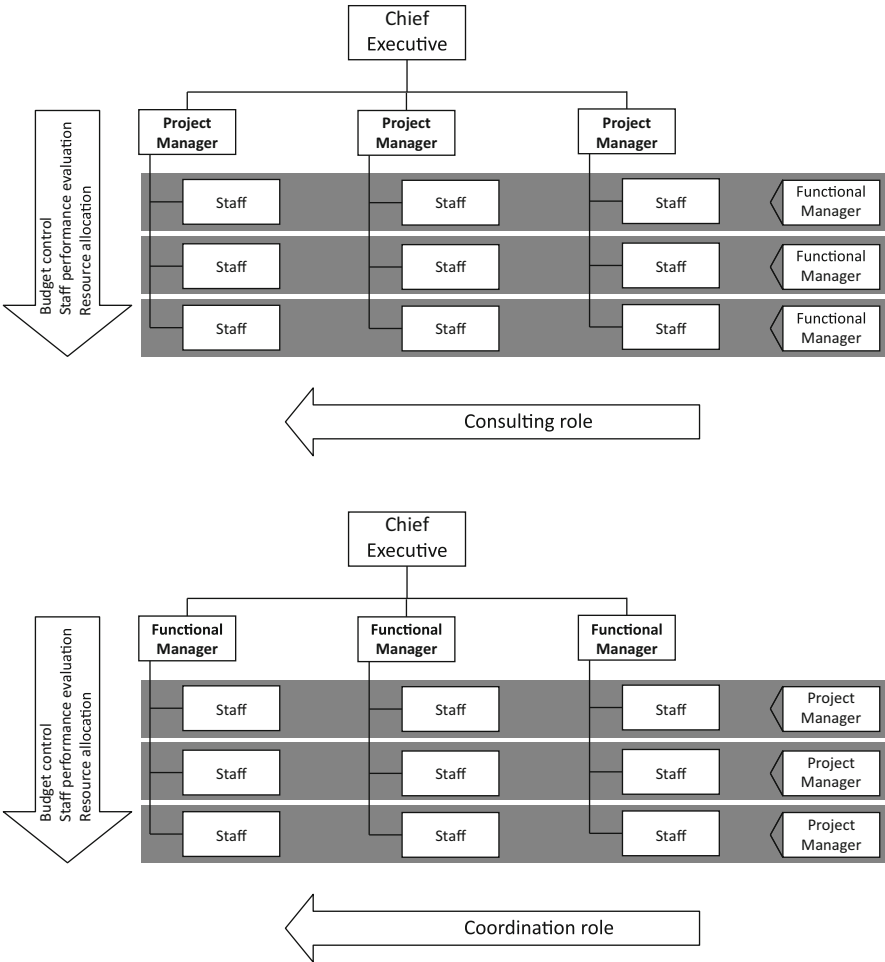 Chief
Executive
Project
Manager
Project
Manager
Project
Manager
Budget control
Staff performance evaluation
Resource allocation
Staff
Staff
Staff
Functional
Manager
Staff
Staff
Staff
Functional
Manager
Staff
Staff
Staff
Functional
Manager
Consulting role
Chief
Executive
Functional
Manager
Functional
Manager
Functional
Manager
Budget control
Staff performance evaluation
Resource allocation
Staff
Staff
Staff
Project
Manager
Staff
Staff
Staff
Project
Manager
Staff
Staff
Staff
Project
Manager
Coordination role